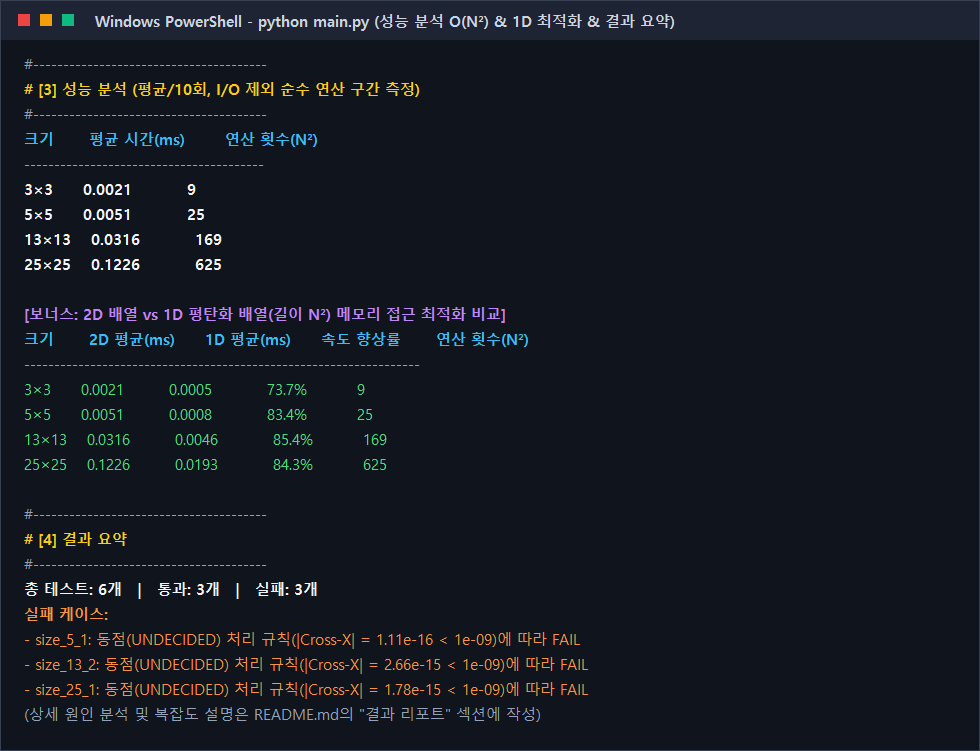 Windows PowerShell - python main.py (성능 분석 O(N²) & 1D 최적화 & 결과 요약)
#---------------------------------------
# [3] 성능 분석 (평균/10회, I/O 제외 순수 연산 구간 측정)
#---------------------------------------
크기 평균 시간(ms) 연산 횟수(N²)
----------------------------------------
3×3 0.0021 9
5×5 0.0051 25
13×13 0.0316 169
25×25 0.1226 625
[보너스: 2D 배열 vs 1D 평탄화 배열(길이 N²) 메모리 접근 최적화 비교]
크기 2D 평균(ms) 1D 평균(ms) 속도 향상률 연산 횟수(N²)
------------------------------------------------------------------
3×3 0.0021 0.0005 73.7% 9
5×5 0.0051 0.0008 83.4% 25
13×13 0.0316 0.0046 85.4% 169
25×25 0.1226 0.0193 84.3% 625
#---------------------------------------
# [4] 결과 요약
#---------------------------------------
총 테스트: 6개 | 통과: 3개 | 실패: 3개
실패 케이스:
- size_5_1: 동점(UNDECIDED) 처리 규칙(|Cross-X| = 1.11e-16 < 1e-09)에 따라 FAIL
- size_13_2: 동점(UNDECIDED) 처리 규칙(|Cross-X| = 2.66e-15 < 1e-09)에 따라 FAIL
- size_25_1: 동점(UNDECIDED) 처리 규칙(|Cross-X| = 1.78e-15 < 1e-09)에 따라 FAIL
(상세 원인 분석 및 복잡도 설명은 README.md의 "결과 리포트" 섹션에 작성)